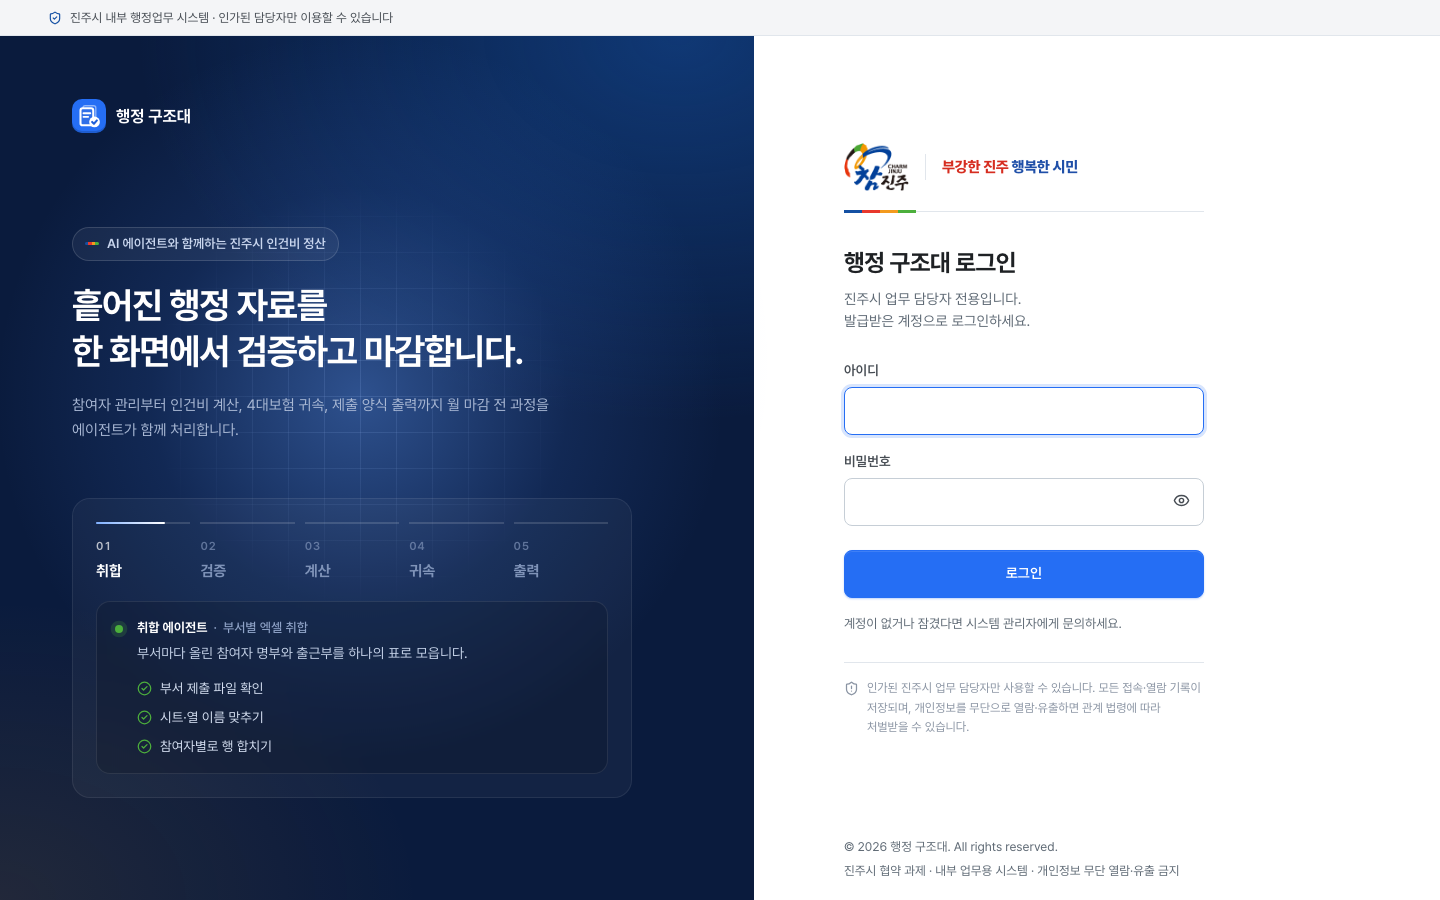 진주시 내부 행정업무 시스템 · 인가된 담당자만 이용할 수 있습니다
행정 구조대
AI 에이전트와 함께하는 진주시 인건비 정산
흩어진 행정 자료를
한 화면에서 검증하고 마감합니다.
참여자 관리부터 인건비 계산, 4대보험 귀속, 제출 양식 출력까지 월 마감 전 과정을
에이전트가 함께 처리합니다.
01 02 03 04 05
취합 검증 계산 귀속 출력
취합 에이전트 · 부서별 엑셀 취합
부서마다 올린 참여자 명부와 출근부를 하나의 표로 모읍니다.
부서 제출 파일 확인
시트·열 이름 맞추기
참여자별로 행 합치기
CHARM
JINJU
참진주
부강한 진주 행복한 시민
행정 구조대 로그인
진주시 업무 담당자 전용입니다.
발급받은 계정으로 로그인하세요.
아이디
비밀번호
로그인
계정이 없거나 잠겼다면 시스템 관리자에게 문의하세요.
인가된 진주시 업무 담당자만 사용할 수 있습니다. 모든 접속·열람 기록이
저장되며, 개인정보를 무단으로 열람·유출하면 관계 법령에 따라
처벌받을 수 있습니다.
© 2026 행정 구조대. All rights reserved.
진주시 협약 과제 · 내부 업무용 시스템 · 개인정보 무단 열람·유출 금지